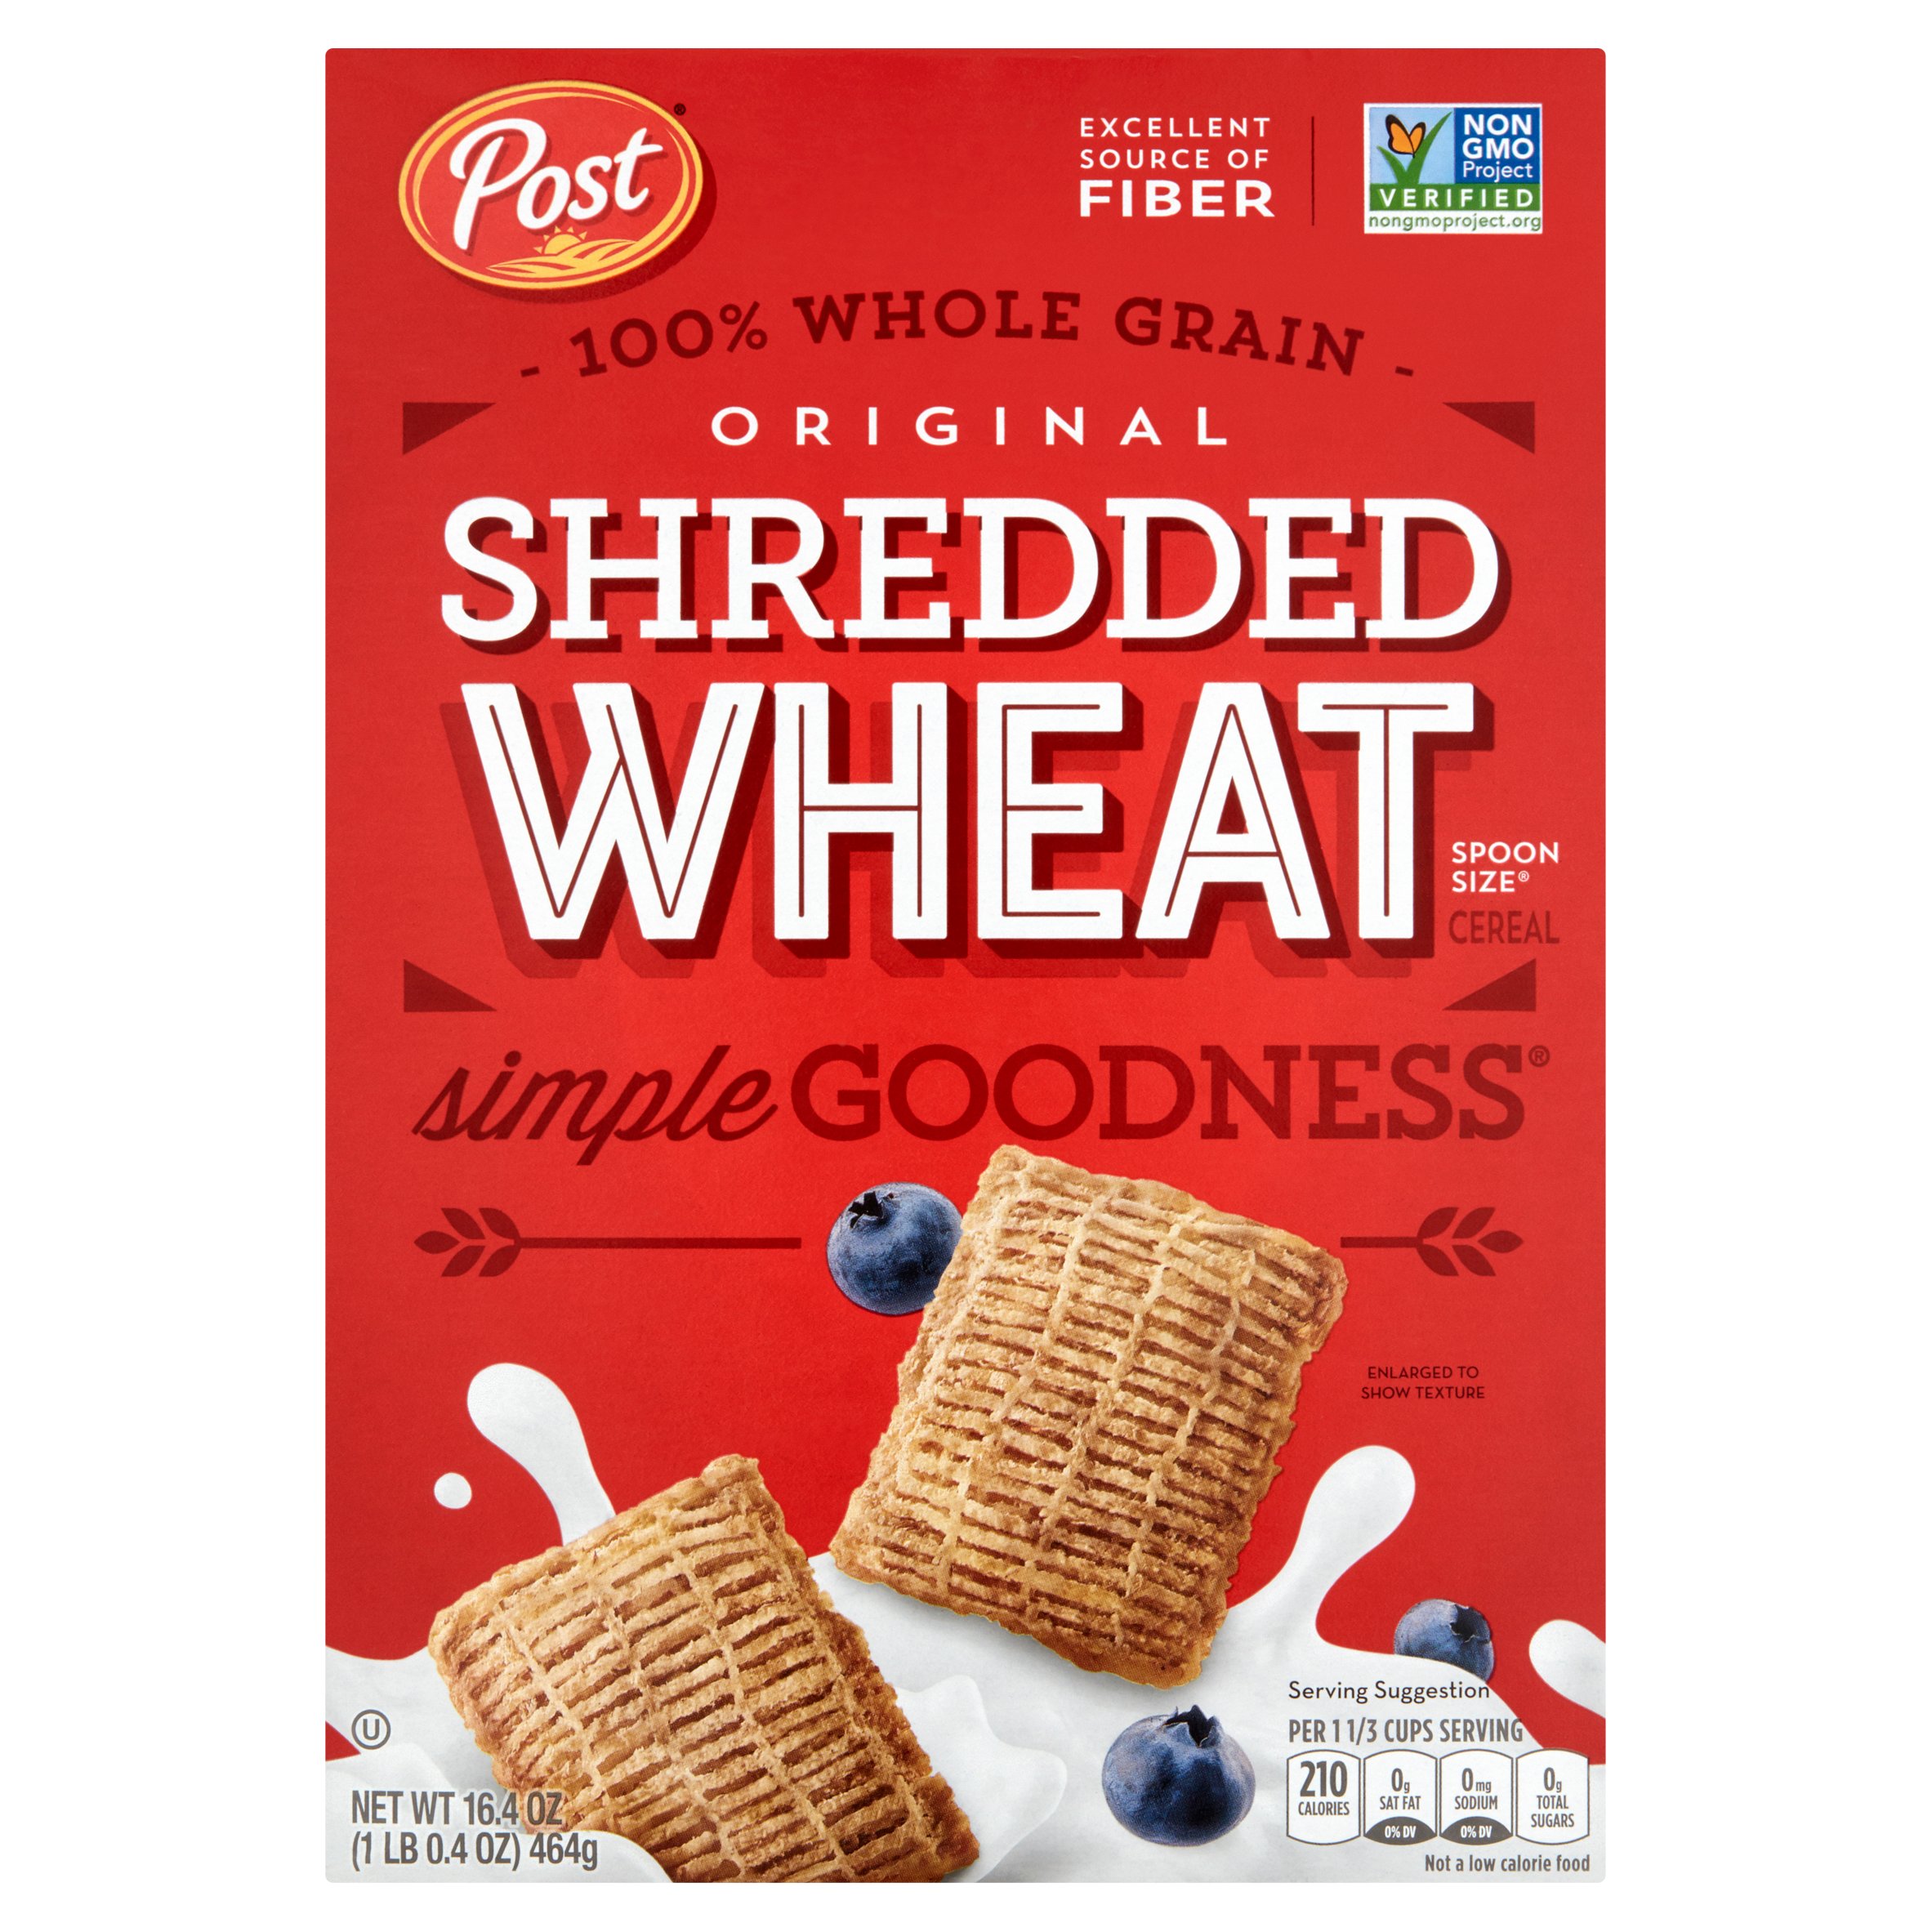 Post®
EXCELLENT
SOURCE OF
FIBER
NON
GMO
Project
VERIFIED
nongmoproject.org
- 100% WHOLE GRAIN -
ORIGINAL
SHREDDED
WHEAT
SPOON
SIZE®
CEREAL
simple GOODNESS®
ENLARGED TO
SHOW TEXTURE
Serving Suggestion
PER 1 1/3 CUPS SERVING
210
CALORIES
0g
SAT FAT
0% DV
0mg
SODIUM
0% DV
0g
TOTAL
SUGARS
Not a low calorie food
U
NET WT 16.4 OZ
(1 LB 0.4 OZ) 464g